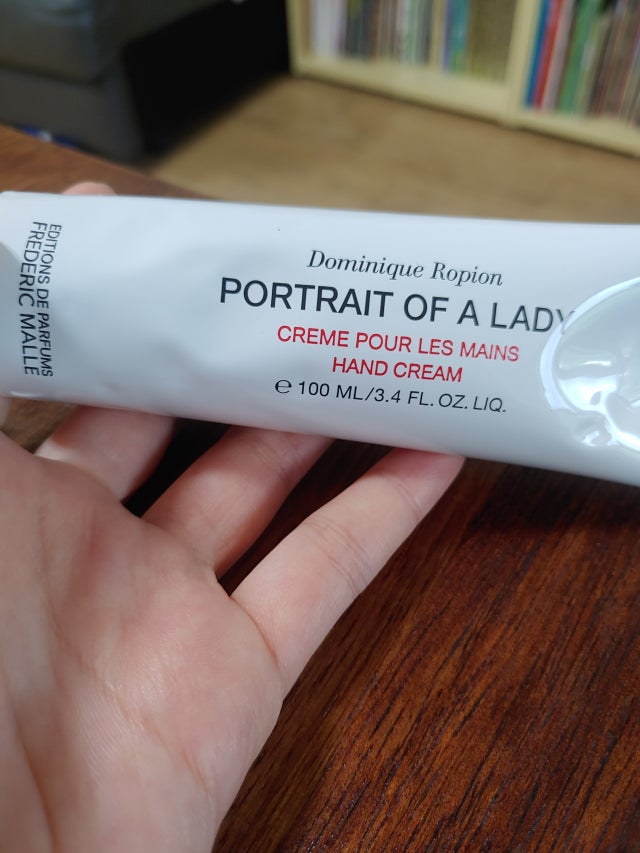 EDITIONS DE PARFUMS
FREDERIC MALLE
Dominique Ropion
PORTRAIT OF A LADY
CREME POUR LES MAINS
HAND CREAM
℮ 100 ML/3.4 FL. OZ. LIQ.